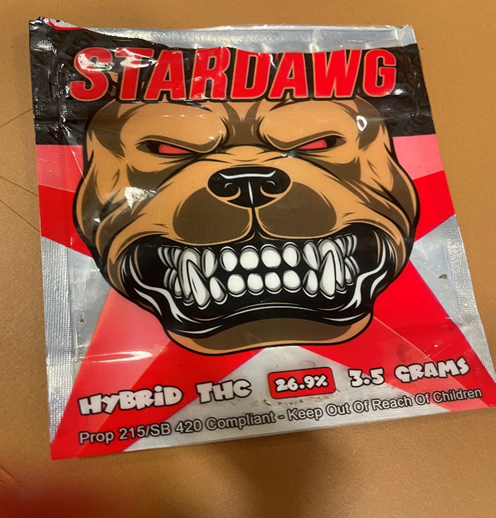 STARDAWG
HYBRID THC 26.9% 3.5 GRAMS
Prop 215/SB 420 Compliant - Keep Out Of Reach Of Children